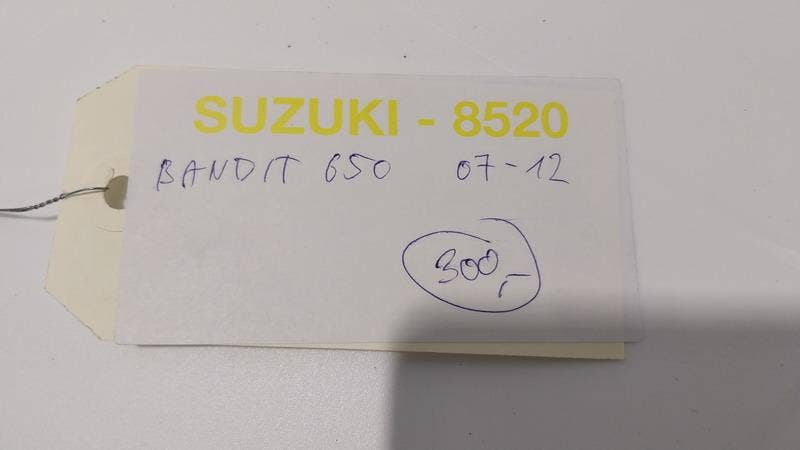 SUZUKI - 8520
BANDIT 650 07-12
300,-